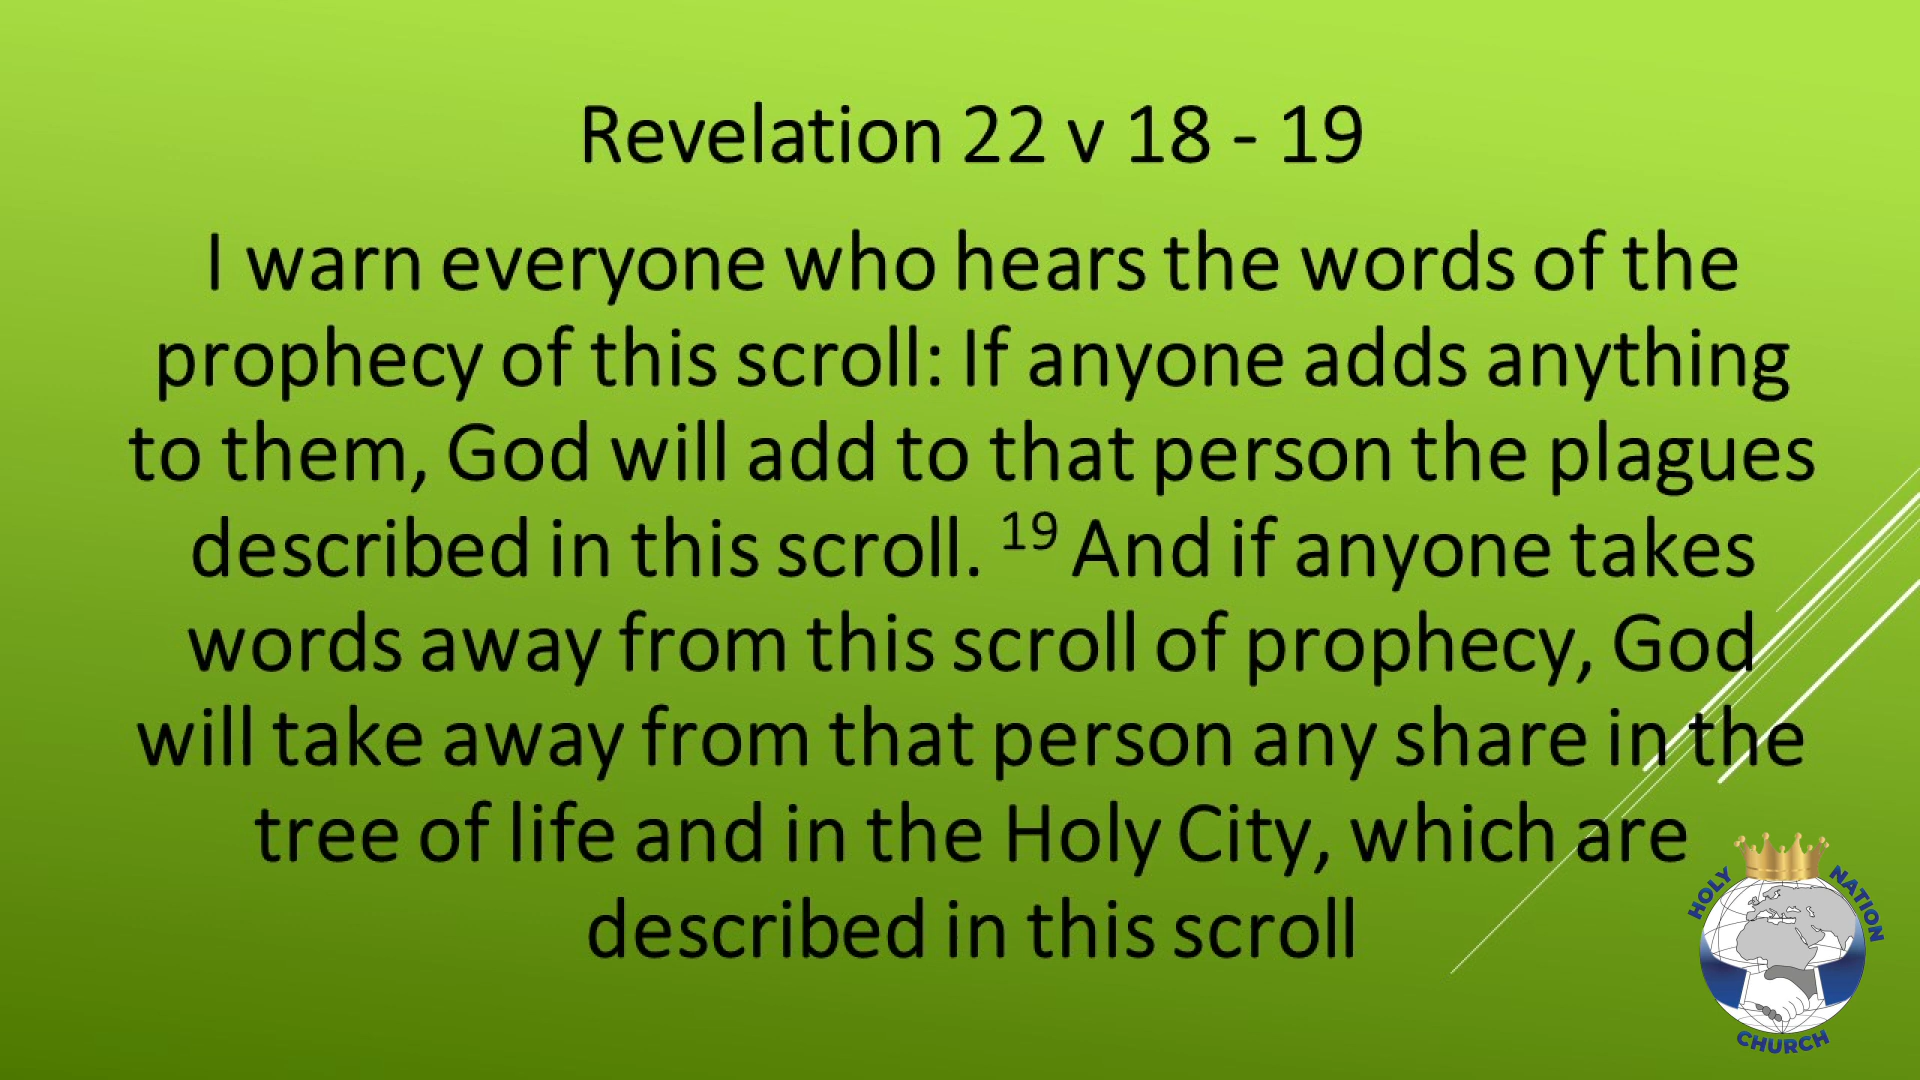 Revelation 22 v 18 - 19
I warn everyone who hears the words of the
prophecy of this scroll: If anyone adds anything
to them, God will add to that person the plagues
described in this scroll. 19 And if anyone takes
words away from this scroll of prophecy, God
will take away from that person any share in the
tree of life and in the Holy City, which are
described in this scroll
HOLY NATION
CHURCH